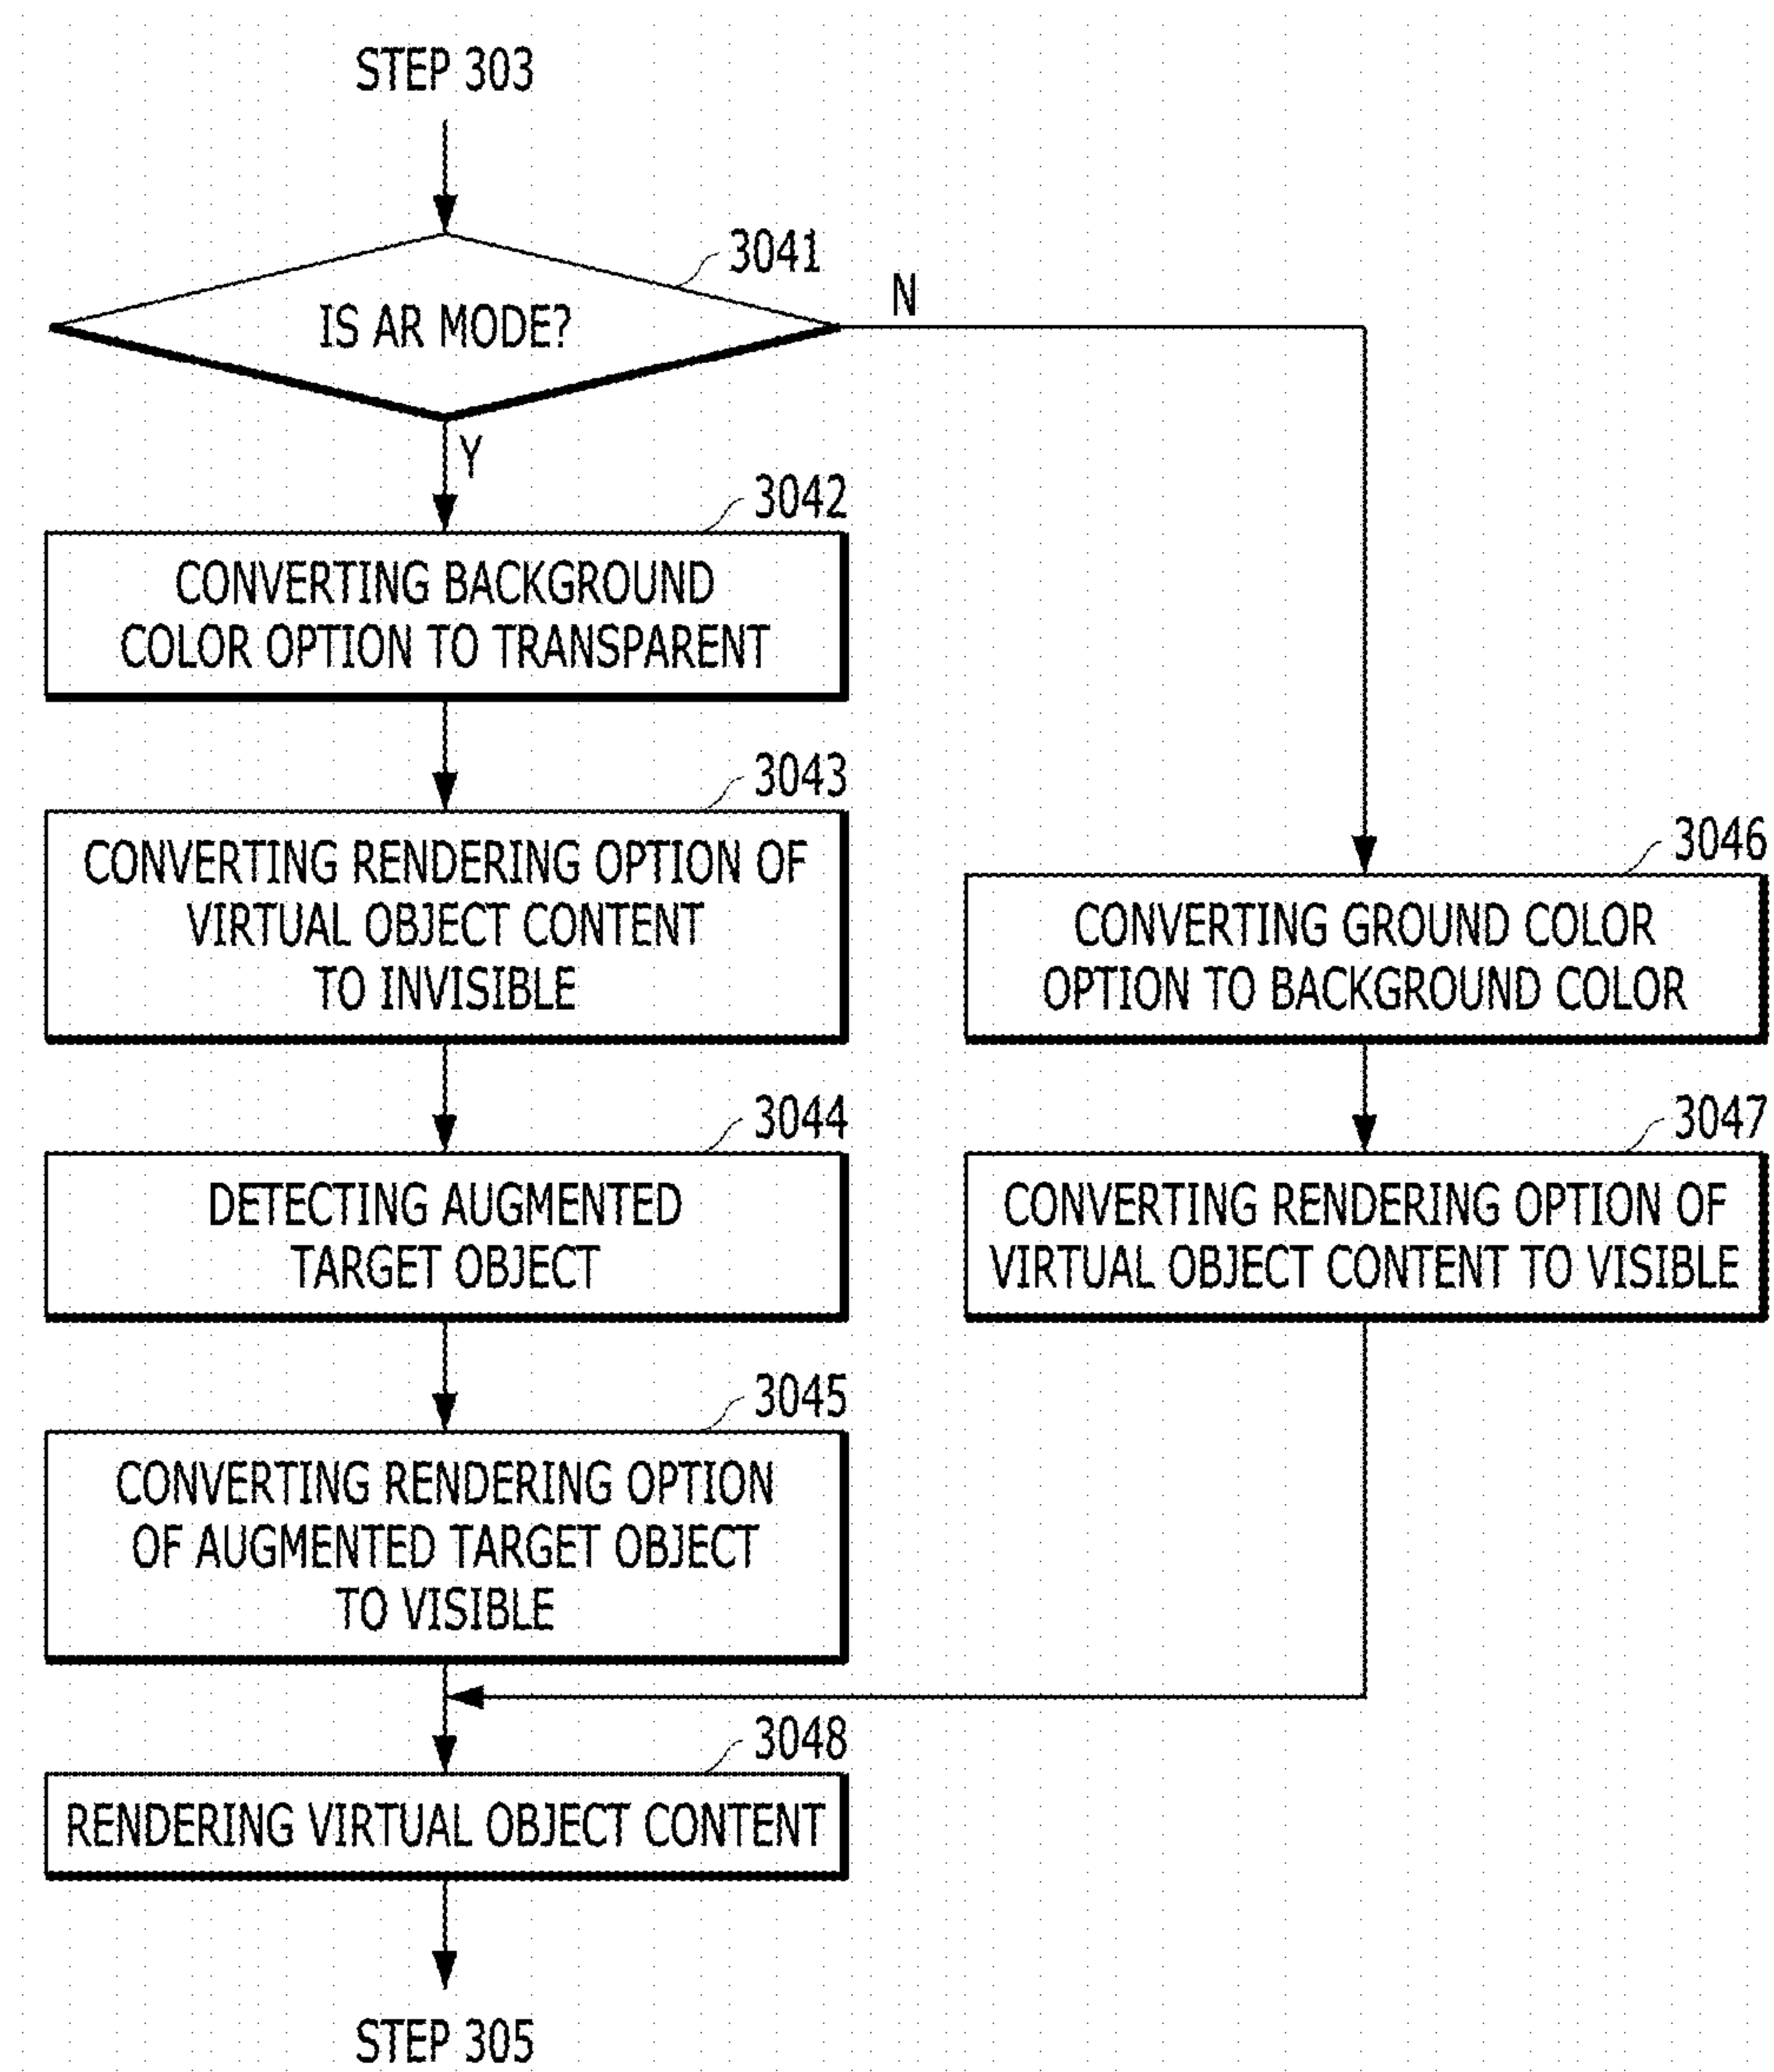 STEP 303
3041
IS AR MODE?
N
Y
3042
CONVERTING BACKGROUND
COLOR OPTION TO TRANSPARENT
3043
CONVERTING RENDERING OPTION OF
VIRTUAL OBJECT CONTENT
TO INVISIBLE
3046
CONVERTING GROUND COLOR
OPTION TO BACKGROUND COLOR
3044
DETECTING AUGMENTED
TARGET OBJECT
3047
CONVERTING RENDERING OPTION OF
VIRTUAL OBJECT CONTENT TO VISIBLE
3045
CONVERTING RENDERING OPTION
OF AUGMENTED TARGET OBJECT
TO VISIBLE
3048
RENDERING VIRTUAL OBJECT CONTENT
STEP 305